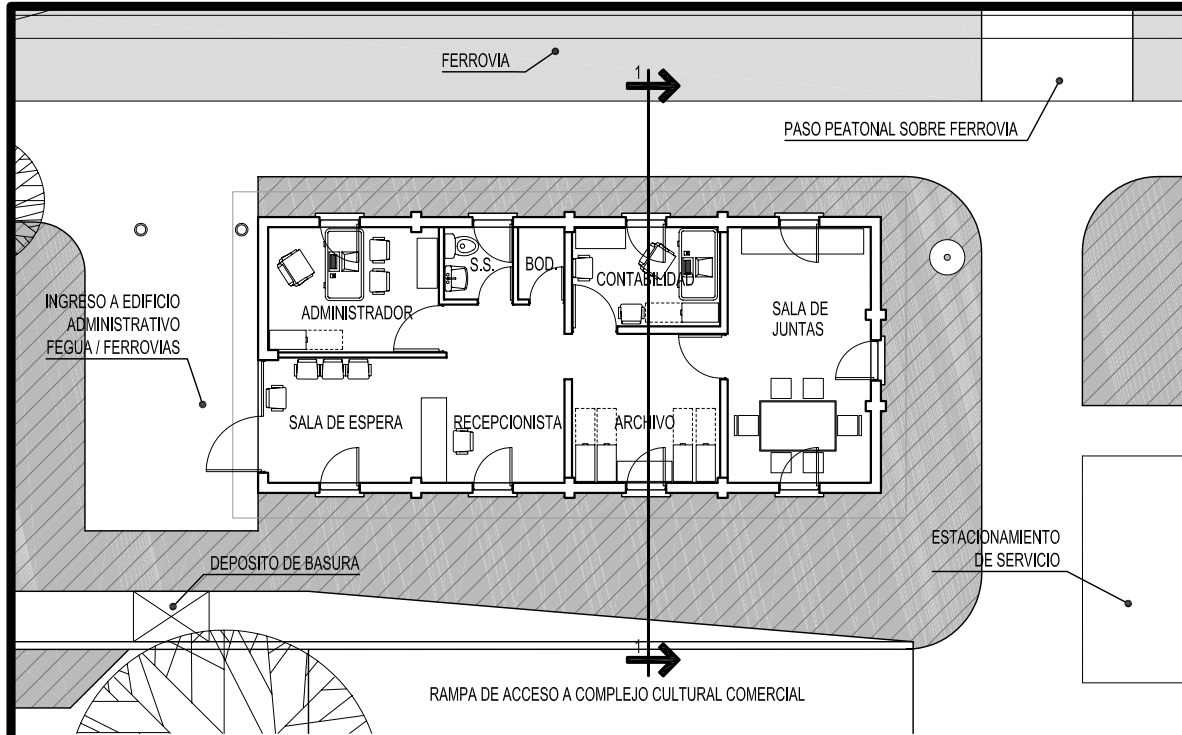 FERROVIA
1
PASO PEATONAL SOBRE FERROVIA
S.S.
BOD.
CONTABILIDAD
INGRESO A EDIFICIO
ADMINISTRATIVO
FEGUA / FERROVIAS
ADMINISTRADOR
SALA DE
JUNTAS
SALA DE ESPERA
RECEPCIONISTA
ARCHIVO
DEPOSITO DE BASURA
ESTACIONAMIENTO
DE SERVICIO
1
RAMPA DE ACCESO A COMPLEJO CULTURAL COMERCIAL